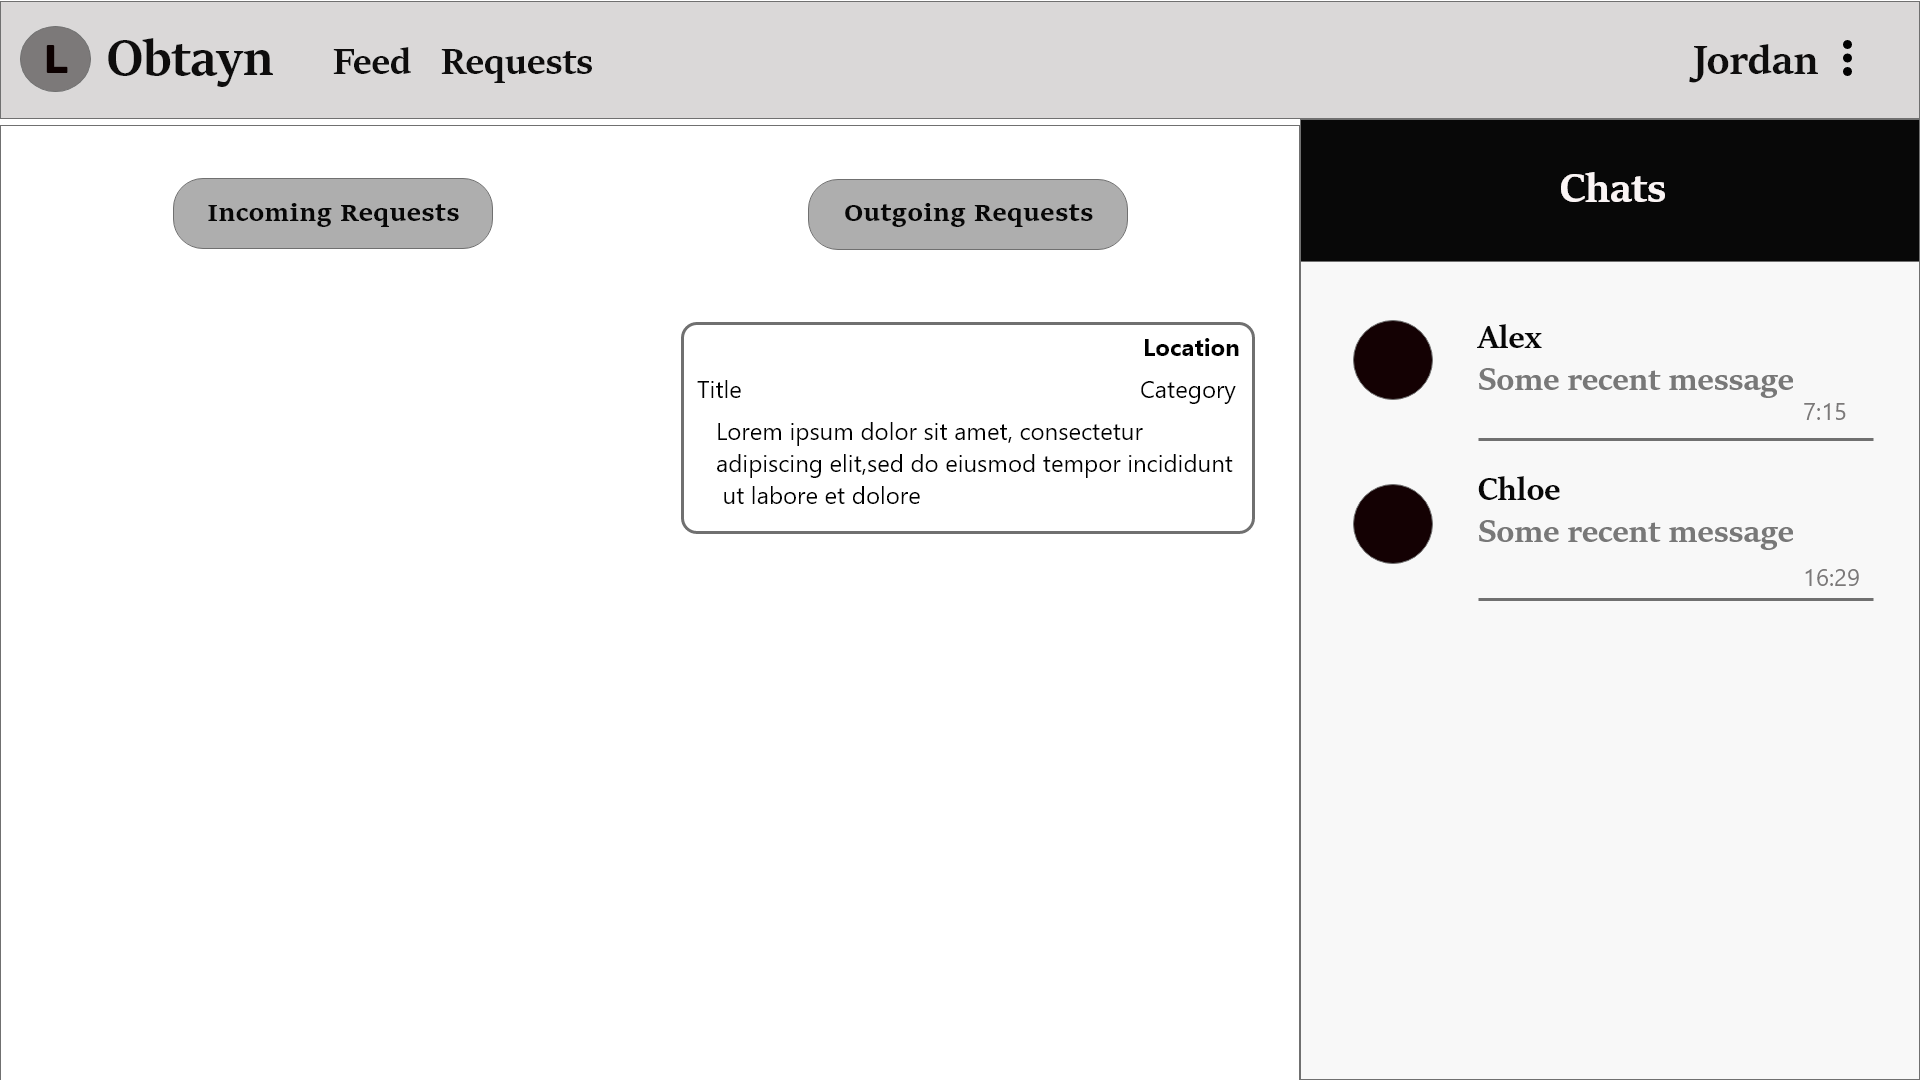 L Obtayn Feed Requests Jordan
Incoming Requests
Outgoing Requests
Location
Title Category
Lorem ipsum dolor sit amet, consectetur
adipiscing elit,sed do eiusmod tempor incididunt
ut labore et dolore
Chats
Alex
Some recent message
7:15
Chloe
Some recent message
16:29